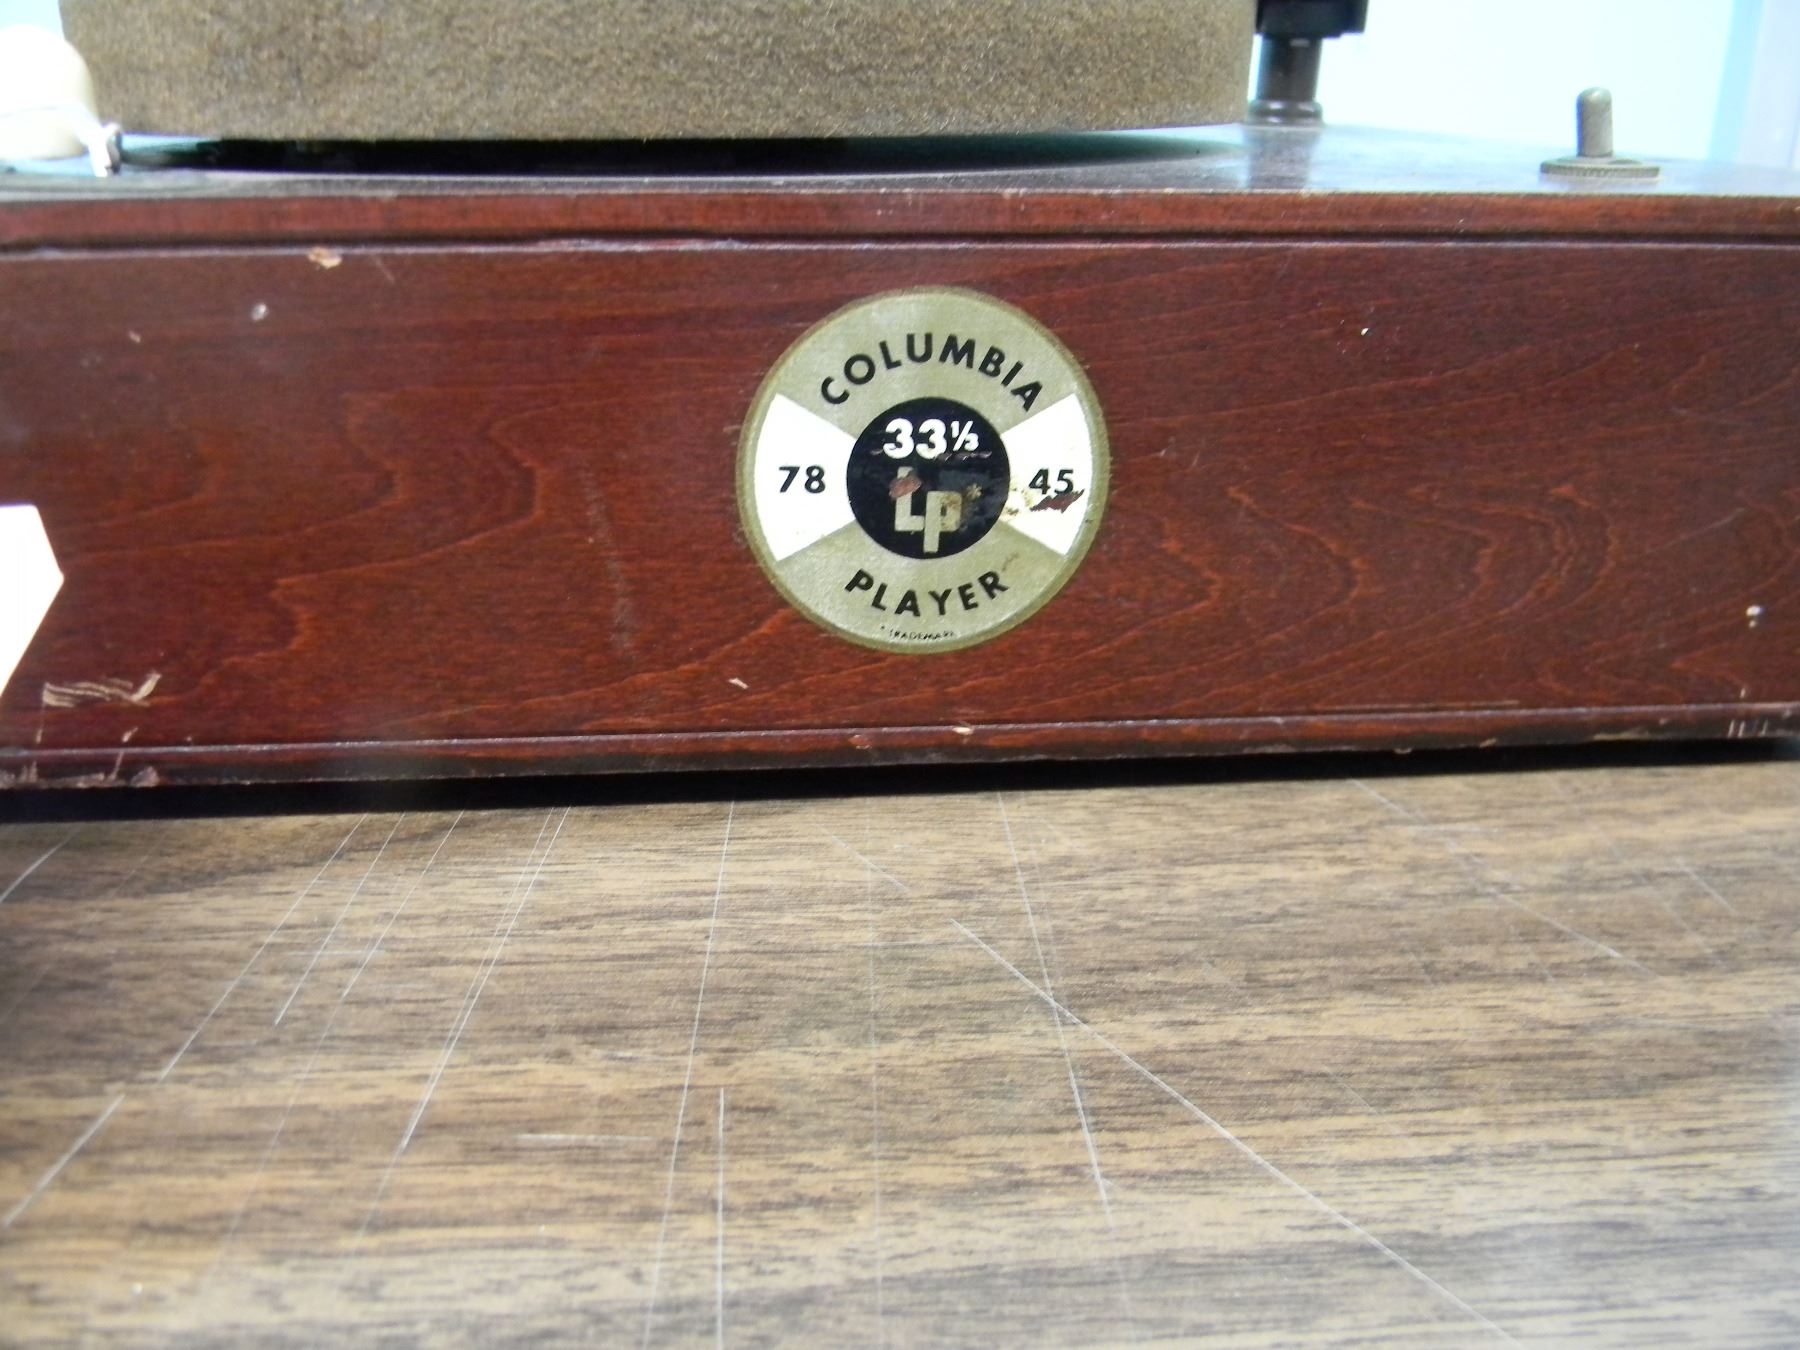 COLUMBIA
33⅓
78
45
LP*
PLAYER
* TRADEMARK